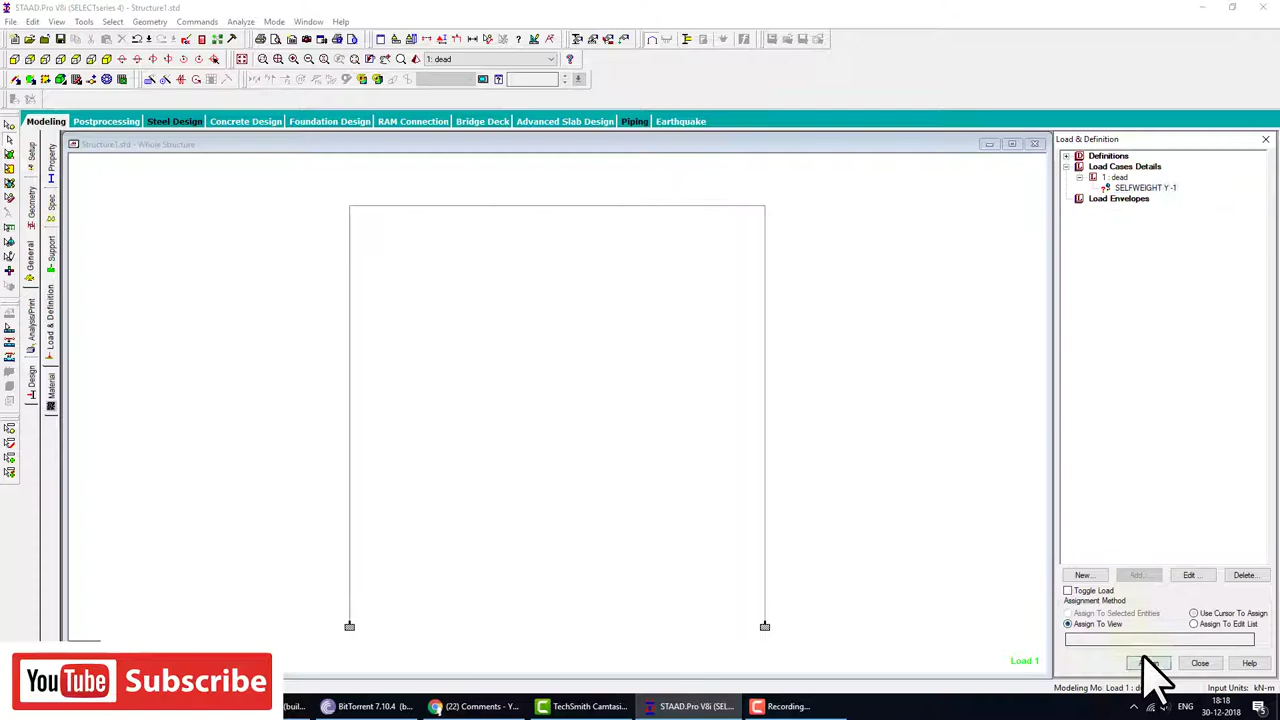 STAAD.Pro V8i (SELECTseries 4) - Structure1.std
File Edit View Tools Select Geometry Commands Analyze Mode Window Help
1: dead
Modeling Postprocessing Steel Design Concrete Design Foundation Design RAM Connection Bridge Deck Advanced Slab Design Piping Earthquake
Structure1.std - Whole Structure
Setup
Geometry
General
Analysis/Print
Design
Property
Spec
Support
Load & Definition
Material
Load 1
Load & Definition
Definitions
Load Cases Details
1 : dead
SELFWEIGHT Y -1
Load Envelopes
New... Add... Edit ... Delete...
Toggle Load
Assignment Method
Assign To Selected Entities Use Cursor To Assign
Assign To View Assign To Edit List
Close Help
Modeling Mo Load 1 : d Input Units: kN-m
YouTube Subscribe
(buil... BitTorrent 7.10.4 (b... (22) Comments - Y... TechSmith Camtasi... STAAD.Pro V8i (SEL... Recording...
ENG 18:18
30-12-2018
5